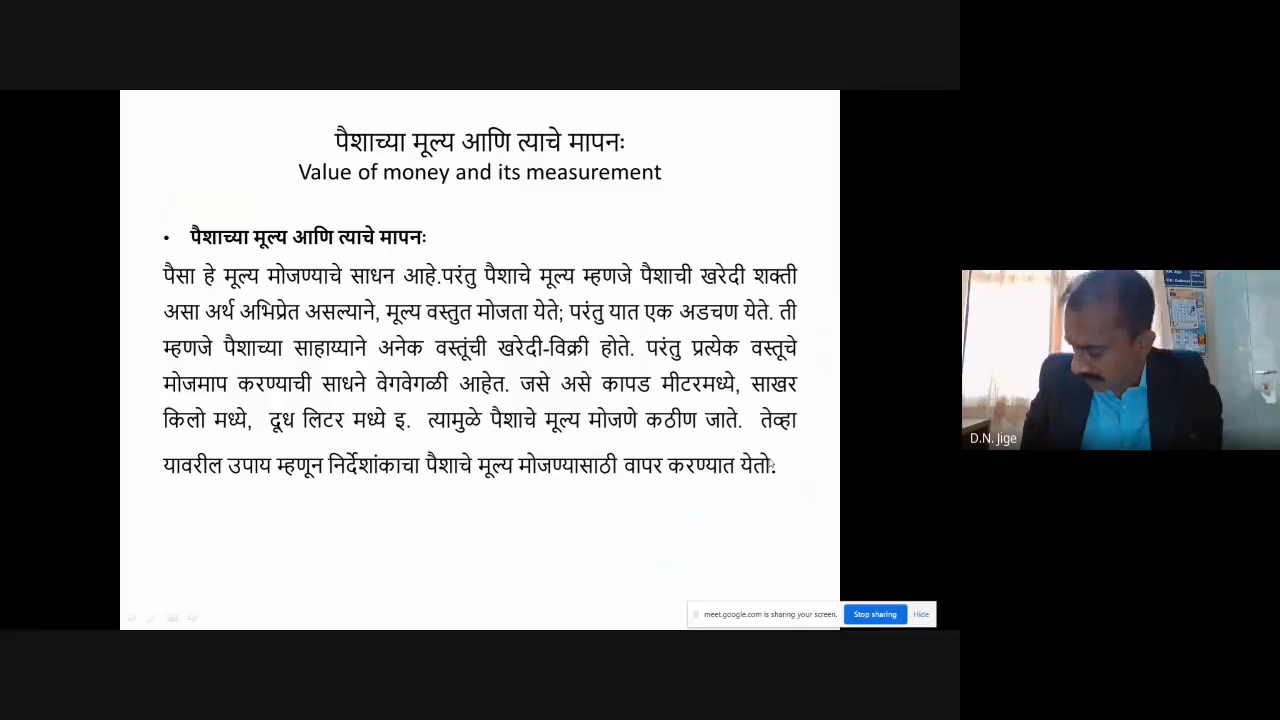 पैशाच्या मूल्य आणि त्याचे मापनः
Value of money and its measurement
• पैशाच्या मूल्य आणि त्याचे मापनः
पैसा हे मूल्य मोजण्याचे साधन आहे.परंतु पैशाचे मूल्य म्हणजे पैशाची खरेदी शक्ती
असा अर्थ अभिप्रेत असल्याने, मूल्य वस्तुत मोजता येते; परंतु यात एक अडचण येते. ती
म्हणजे पैशाच्या साहाय्याने अनेक वस्तूंची खरेदी-विक्री होते. परंतु प्रत्येक वस्तूचे
मोजमाप करण्याची साधने वेगवेगळी आहेत. जसे असे कापड मीटरमध्ये, साखर
किलो मध्ये, दूध लिटर मध्ये इ. त्यामुळे पैशाचे मूल्य मोजणे कठीण जाते. तेव्हा
यावरील उपाय म्हणून निर्देशांकाचा पैशाचे मूल्य मोजण्यासाठी वापर करण्यात येतो.
meet.google.com is sharing your screen.
Stop sharing
Hide
D.N. Jige